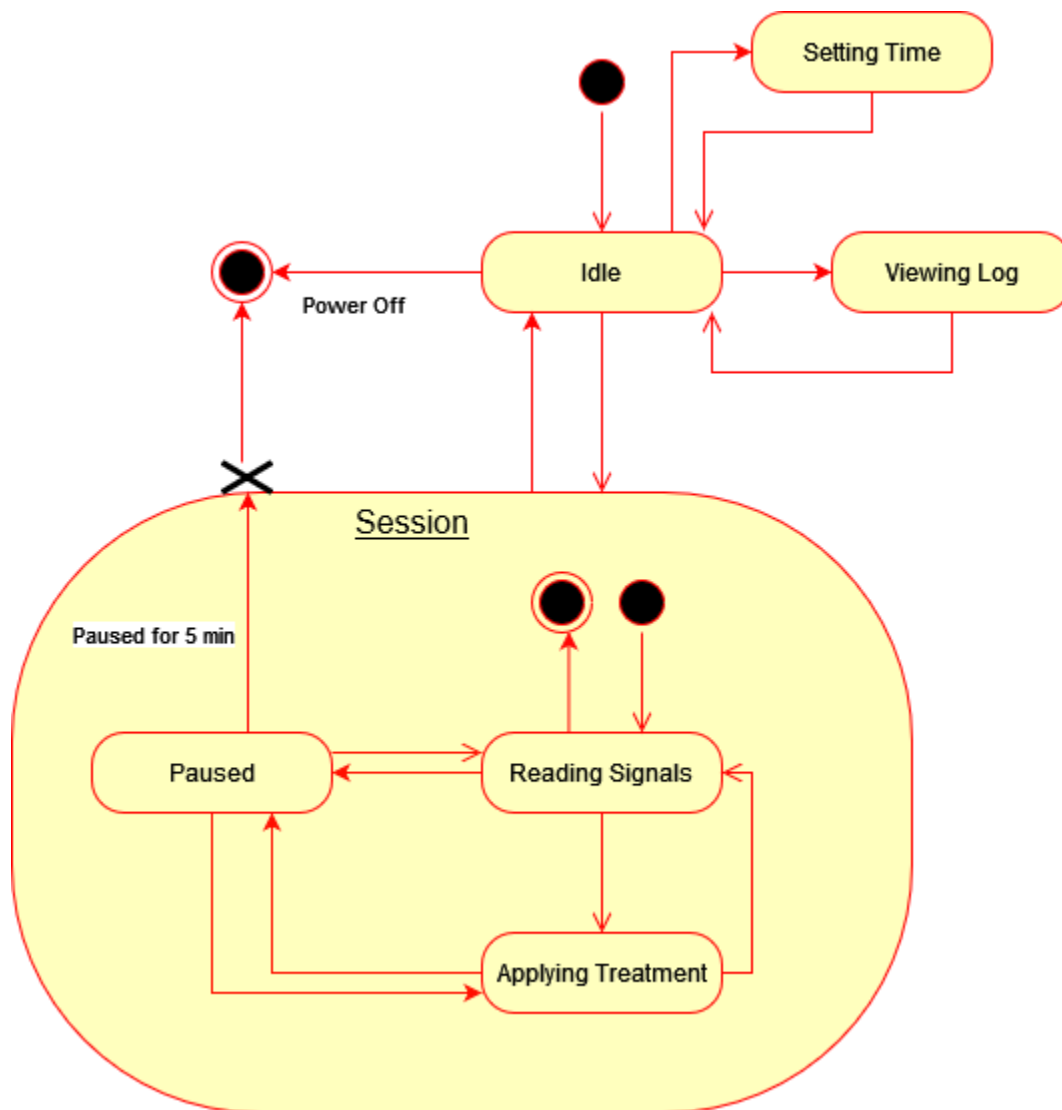 Setting Time
Idle
Viewing Log
Power Off
Session
Paused for 5 min
Paused
Reading Signals
Applying Treatment